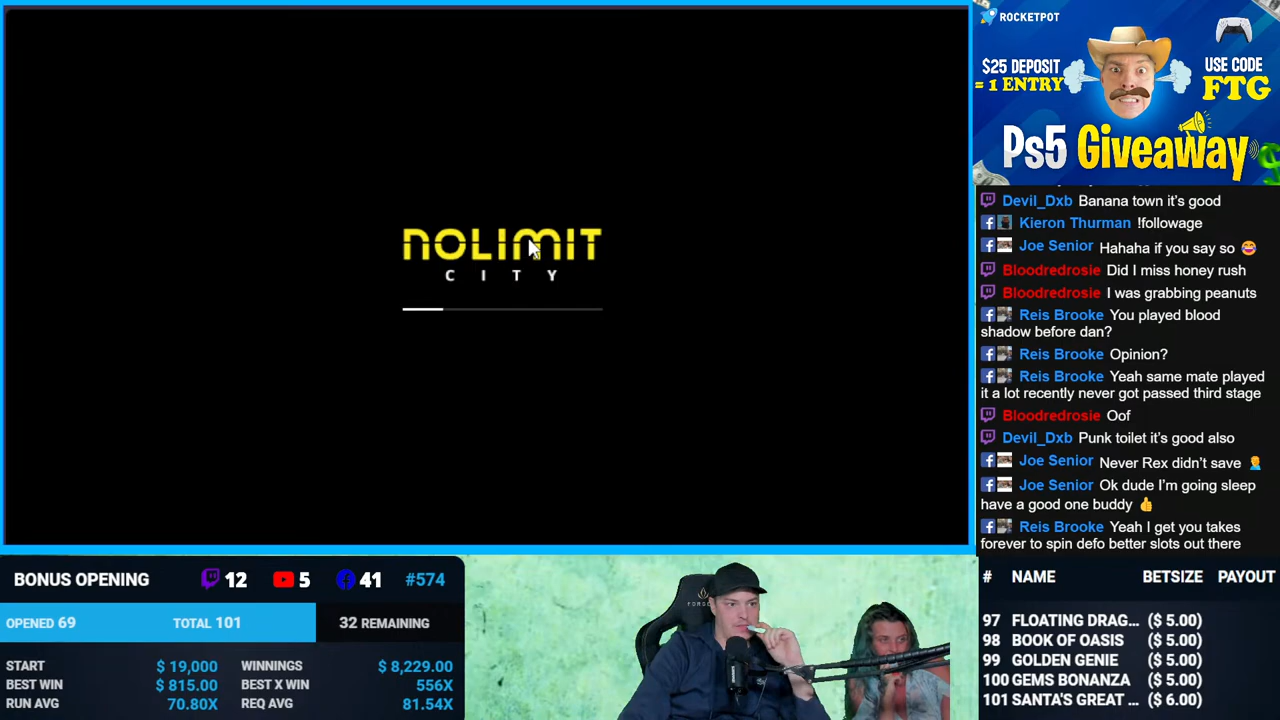 NOLIMIT
CITY
ROCKETPOT
$25 DEPOSIT
= 1 ENTRY
USE CODE
FTG
Ps5 Giveaway
Devil_Dxb Banana town it's good
Kieron Thurman !followage
Joe Senior Hahaha if you say so 😂
Bloodredrosie Did I miss honey rush
Bloodredrosie I was grabbing peanuts
Reis Brooke You played blood
shadow before dan?
Reis Brooke Opinion?
Reis Brooke Yeah same mate played
it a lot recently never got passed third stage
Bloodredrosie Oof
Devil_Dxb Punk toilet it's good also
Joe Senior Never Rex didn't save 🤦
Joe Senior Ok dude I'm going sleep
have a good one buddy 👍
Reis Brooke Yeah I get you takes
forever to spin defo better slots out there
BONUS OPENING 12 5 41 #574
OPENED 69 TOTAL 101 32 REMAINING
START $ 19,000 WINNINGS $ 8,229.00
BEST WIN $ 815.00 BEST X WIN 556X
RUN AVG 70.80X REQ AVG 81.54X
# NAME BETSIZE PAYOUT
97 FLOATING DRAG... ($ 5.00)
98 BOOK OF OASIS ($ 5.00)
99 GOLDEN GENIE ($ 5.00)
100 GEMS BONANZA ($ 5.00)
101 SANTA'S GREAT ... ($ 6.00)